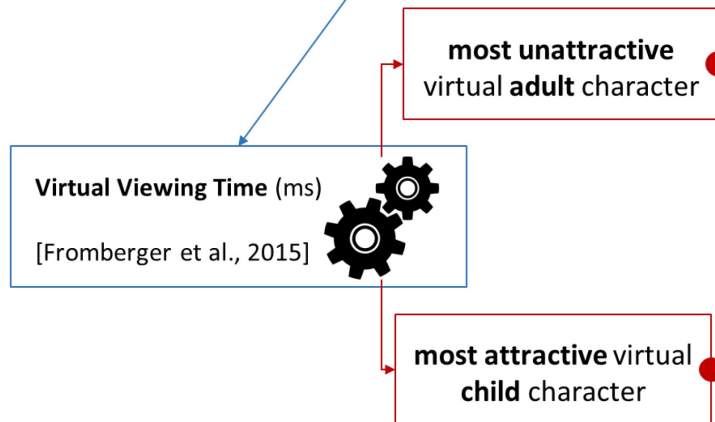 most unattractive
virtual adult character
Virtual Viewing Time (ms)
[Fromberger et al., 2015]
most attractive virtual
child character